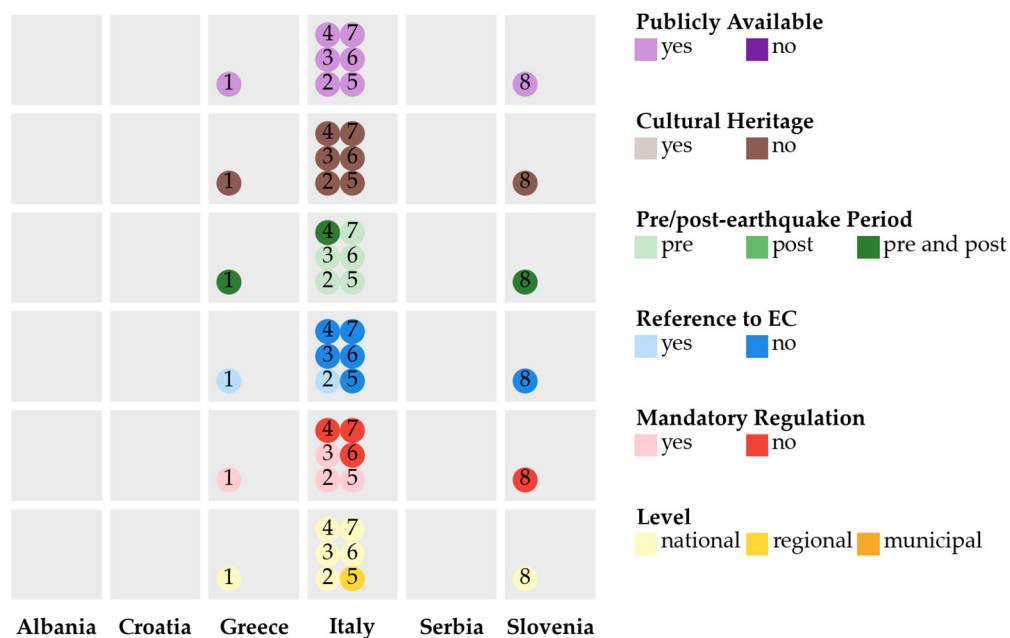 4 7 Publicly Available
3 6 yes no
1 2 5 8
4 7 Cultural Heritage
3 6 yes no
1 2 5 8
4 7 Pre/post-earthquake Period
3 6 pre post pre and post
1 2 5 8
4 7 Reference to EC
3 6 yes no
1 2 5 8
4 7 Mandatory Regulation
3 6 yes no
1 2 5 8
4 7 Level
3 6 national regional municipal
1 2 5 8
Albania Croatia Greece Italy Serbia Slovenia